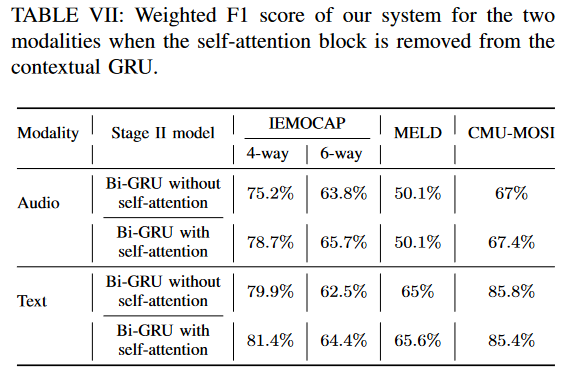 TABLE VII: Weighted F1 score of our system for the two
modalities when the self-attention block is removed from the
contextual GRU.
Modality Stage II model IEMOCAP MELD CMU-MOSI
4-way 6-way
Audio Bi-GRU without self-attention 75.2% 63.8% 50.1% 67%
Bi-GRU with self-attention 78.7% 65.7% 50.1% 67.4%
Text Bi-GRU without self-attention 79.9% 62.5% 65% 85.8%
Bi-GRU with self-attention 81.4% 64.4% 65.6% 85.4%